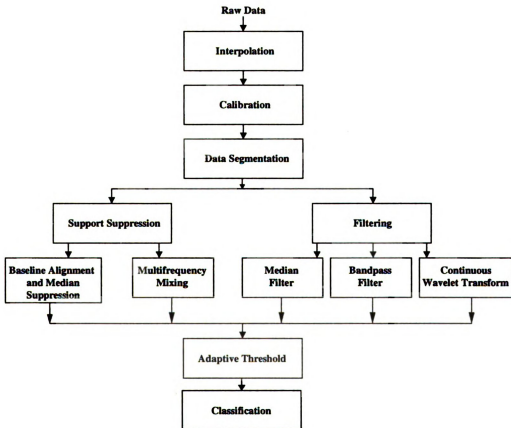 Raw Data
Interpolation
Calibration
Data Segmentation
Support Suppression
Filtering
Baseline Alignment
and Median
Suppression
Multifrequency
Mixing
Median
Filter
Bandpass
Filter
Continuous
Wavelet Transform
Adaptive Threshold
Classification